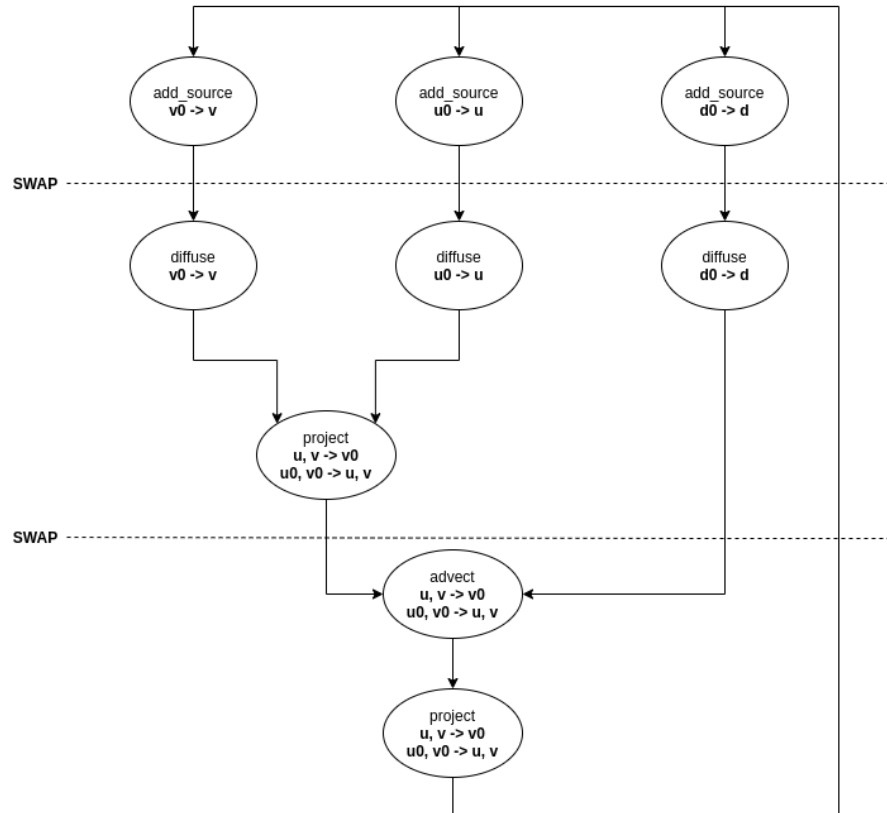 add_source
v0 -> v
add_source
u0 -> u
add_source
d0 -> d
SWAP
diffuse
v0 -> v
diffuse
u0 -> u
diffuse
d0 -> d
project
u, v -> v0
u0, v0 -> u, v
SWAP
advect
u, v -> v0
u0, v0 -> u, v
project
u, v -> v0
u0, v0 -> u, v